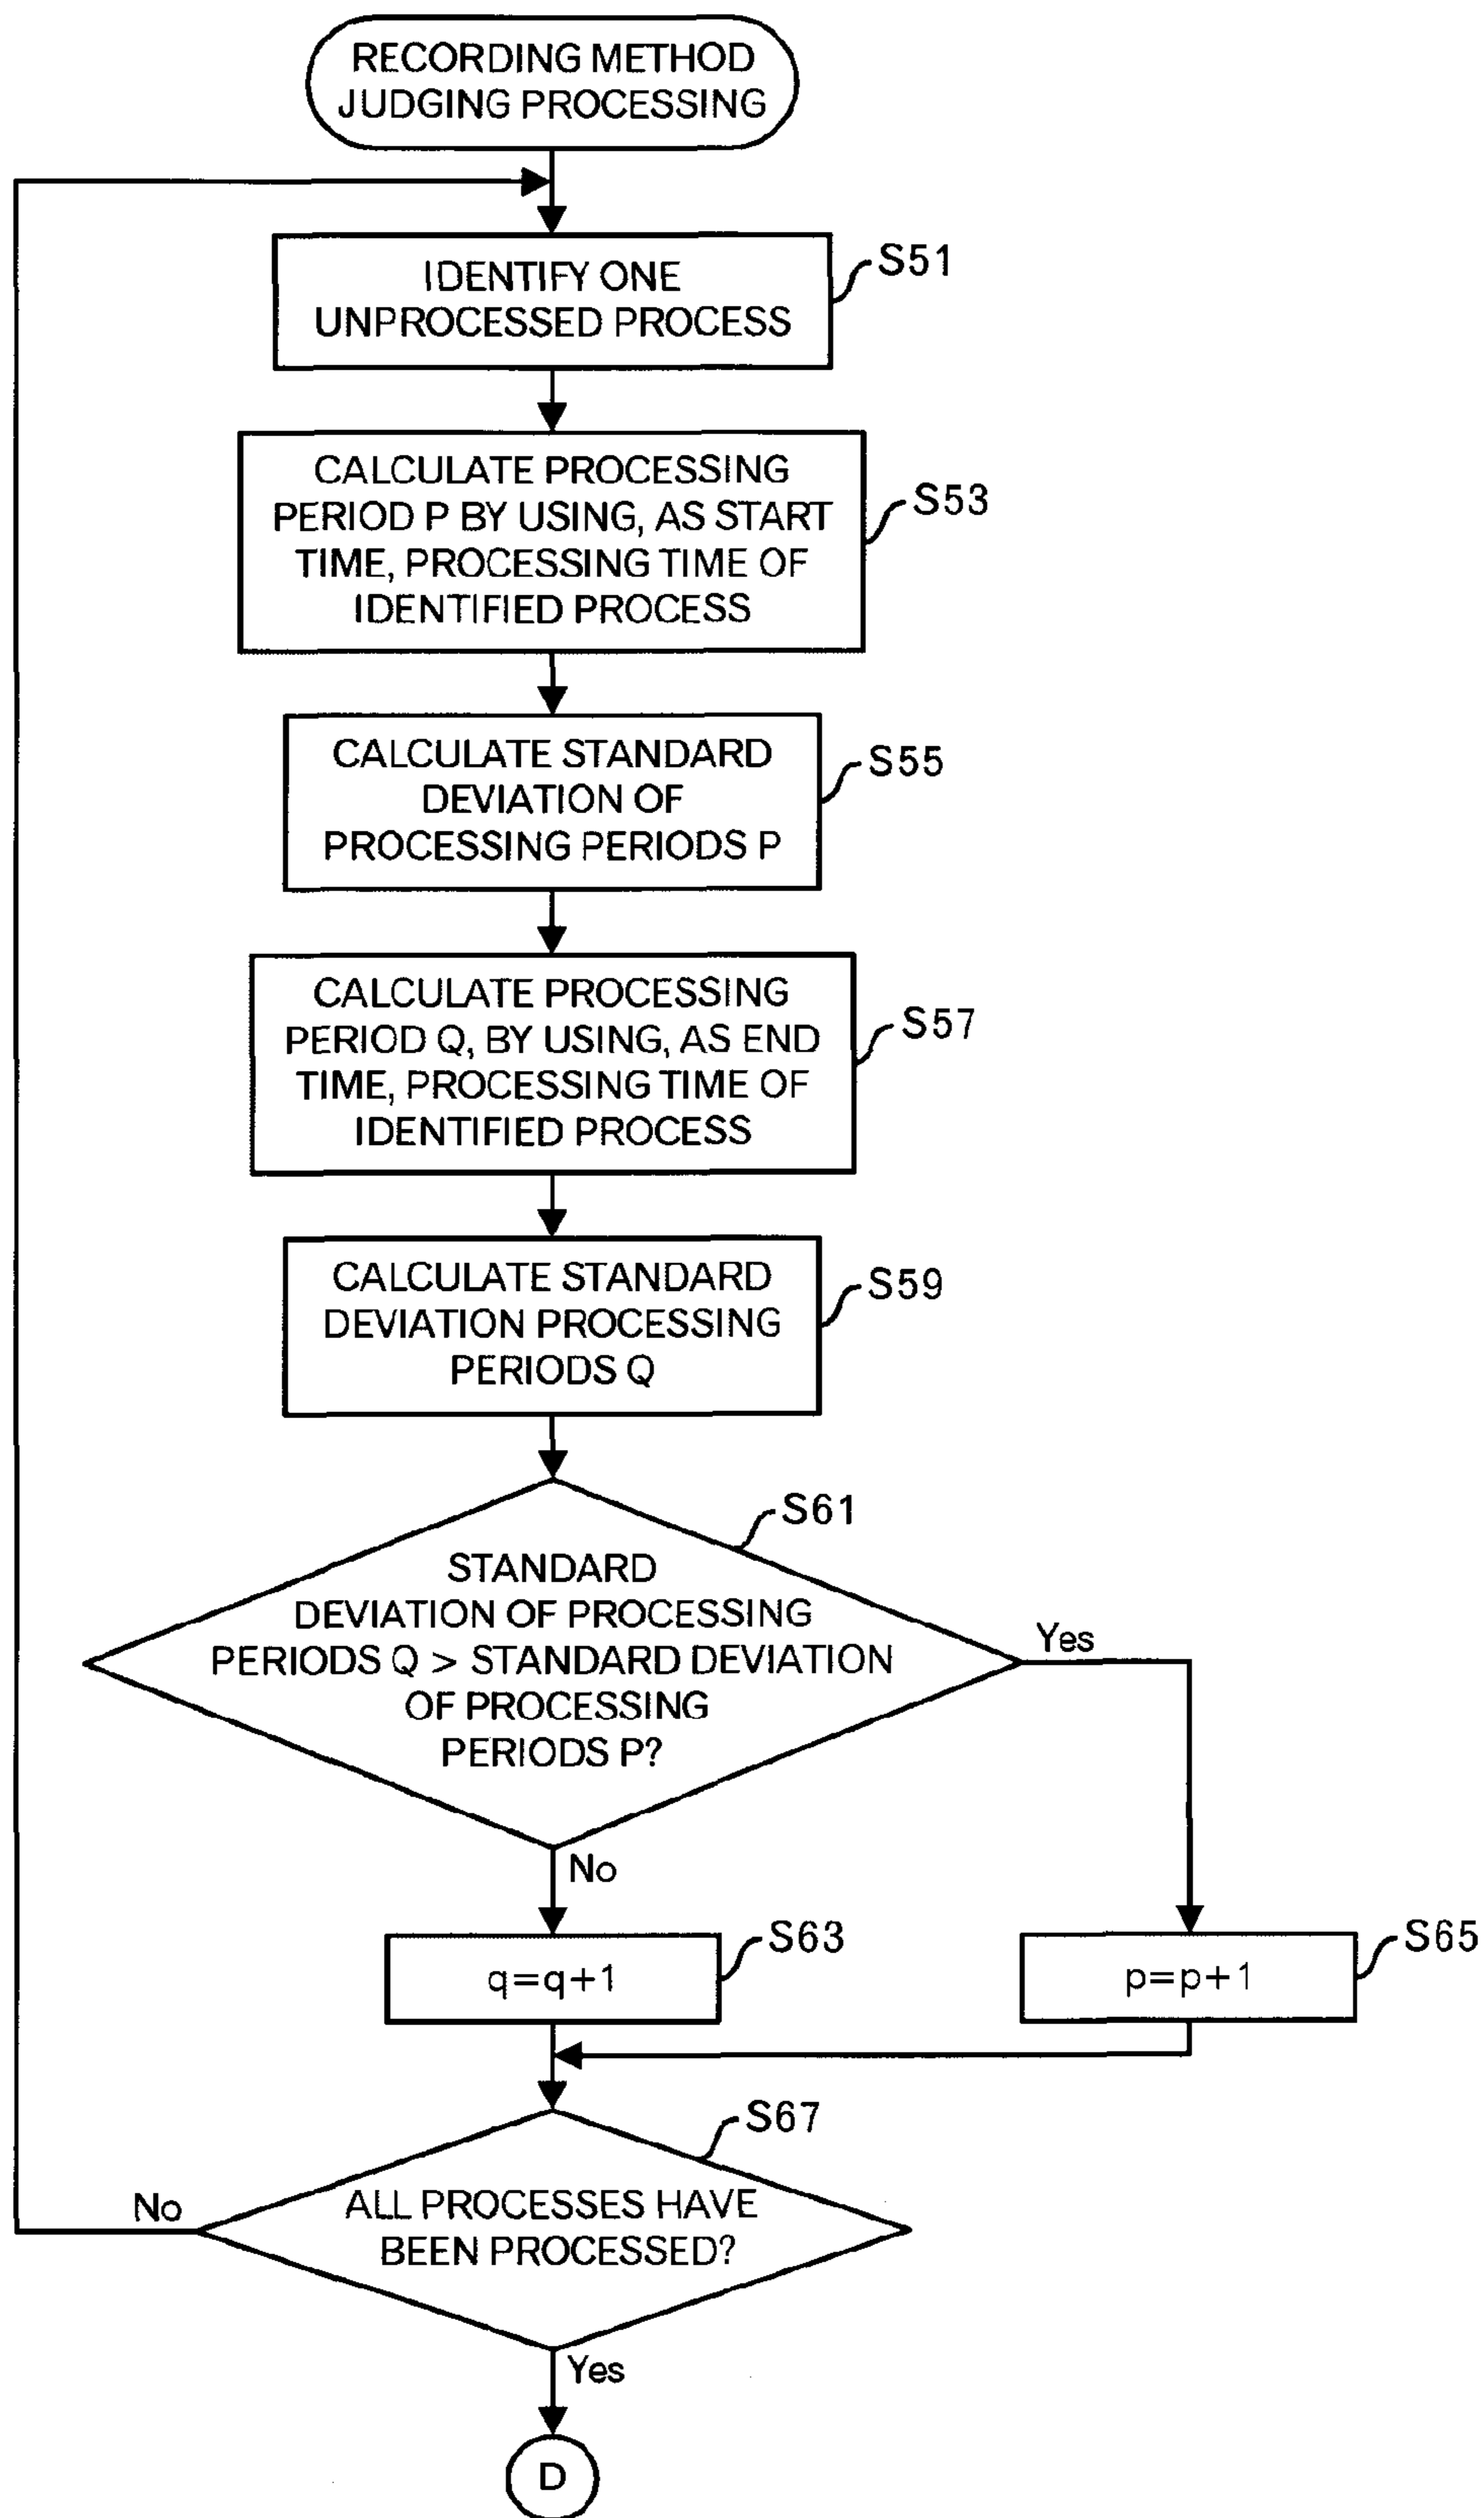 RECORDING METHOD
JUDGING PROCESSING
IDENTIFY ONE
UNPROCESSED PROCESS
S51
CALCULATE PROCESSING
PERIOD P BY USING, AS START
TIME, PROCESSING TIME OF
IDENTIFIED PROCESS
S53
CALCULATE STANDARD
DEVIATION OF
PROCESSING PERIODS P
S55
CALCULATE PROCESSING
PERIOD Q, BY USING, AS END
TIME, PROCESSING TIME OF
IDENTIFIED PROCESS
S57
CALCULATE STANDARD
DEVIATION PROCESSING
PERIODS Q
S59
S61
STANDARD
DEVIATION OF PROCESSING
PERIODS Q > STANDARD DEVIATION
OF PROCESSING
PERIODS P?
Yes
No
q=q+1
S63
p=p+1
S65
S67
ALL PROCESSES HAVE
BEEN PROCESSED?
No
Yes
D